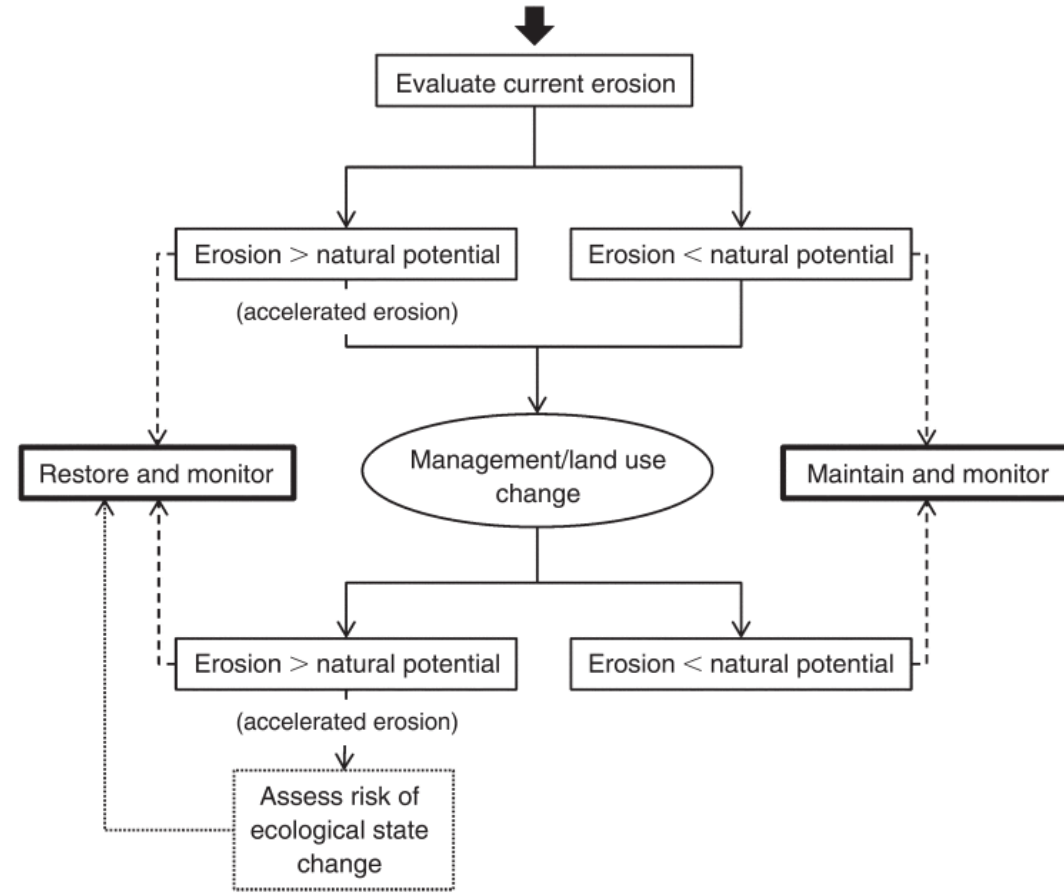 Evaluate current erosion
Erosion > natural potential
Erosion < natural potential
(accelerated erosion)
Management/land use
change
Restore and monitor
Maintain and monitor
Erosion > natural potential
Erosion < natural potential
(accelerated erosion)
Assess risk of
ecological state
change